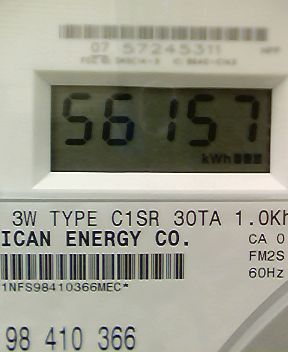 07 57245311
56157
kWh
3W TYPE C1SR 30TA 1.0Kh
ICAN ENERGY CO.
CA 0
FM2S
60Hz
1NFS98410366MEC*
98 410 366